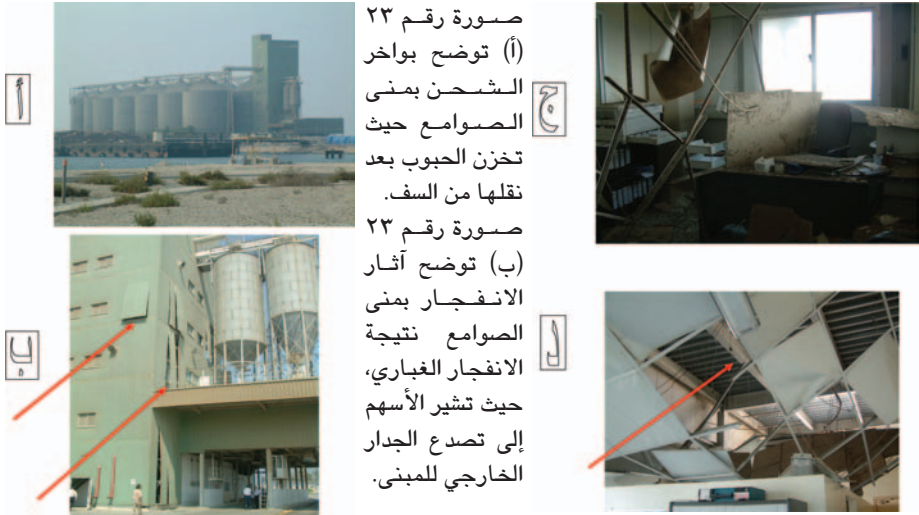 صورة رقم ٢٣
(أ) توضح بواخر
الشحن بمنى
الصوامع حيث
تخزن الحبوب بعد
نقلها من السف.
صورة رقم ٢٣
(ب) توضح آثار
الانفجار بمنى
الصوامع نتيجة
الانفجار الغباري،
حيث تشير الأسهم
إلى تصدع الجدار
الخارجي للمبنى.
أ
ب
ج
د